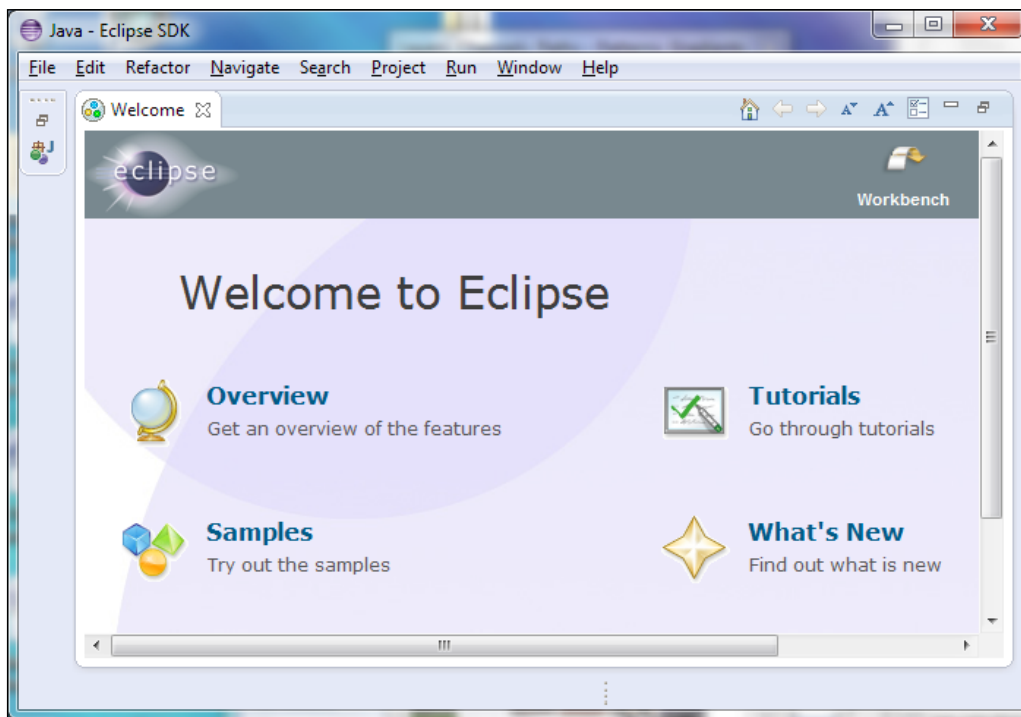 Java - Eclipse SDK
File Edit Refactor Navigate Search Project Run Window Help
Welcome
eclipse
Workbench
Welcome to Eclipse
Overview
Get an overview of the features
Tutorials
Go through tutorials
Samples
Try out the samples
What's New
Find out what is new